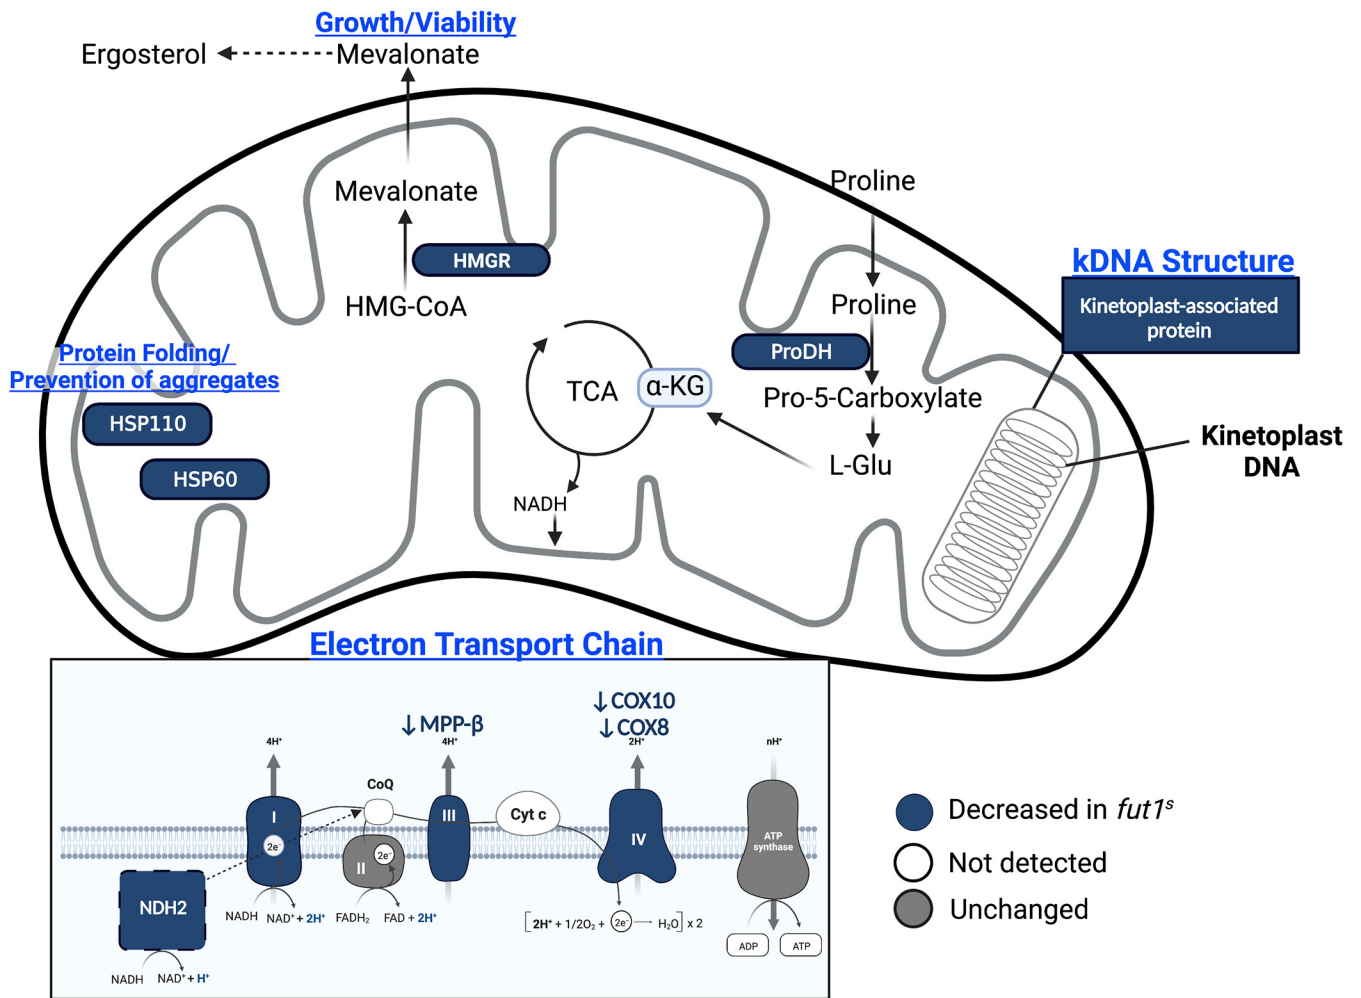 Growth/Viability
Ergosterol
Mevalonate
Mevalonate
HMGR
HMG-CoA
Proline
Proline
ProDH
Pro-5-Carboxylate
L-Glu
TCA
α-KG
NADH
kDNA Structure
Kinetoplast-associated
protein
Kinetoplast
DNA
Protein Folding/
Prevention of aggregates
HSP110
HSP60
Electron Transport Chain
↓MPP-β
↓COX10
↓COX8
4H⁺
4H⁺
2H⁺
nH⁺
CoQ
I
2e⁻
II
2e⁻
III
Cyt c
IV
ATP
synthase
NDH2
NADH
NAD⁺ + H⁺
NADH
NAD⁺ + 2H⁺
FADH₂
FAD + 2H⁺
[2H⁺ + 1/2O₂ + 2e⁻ → H₂O] x 2
ADP
ATP
Decreased in fut1ˢ
Not detected
Unchanged